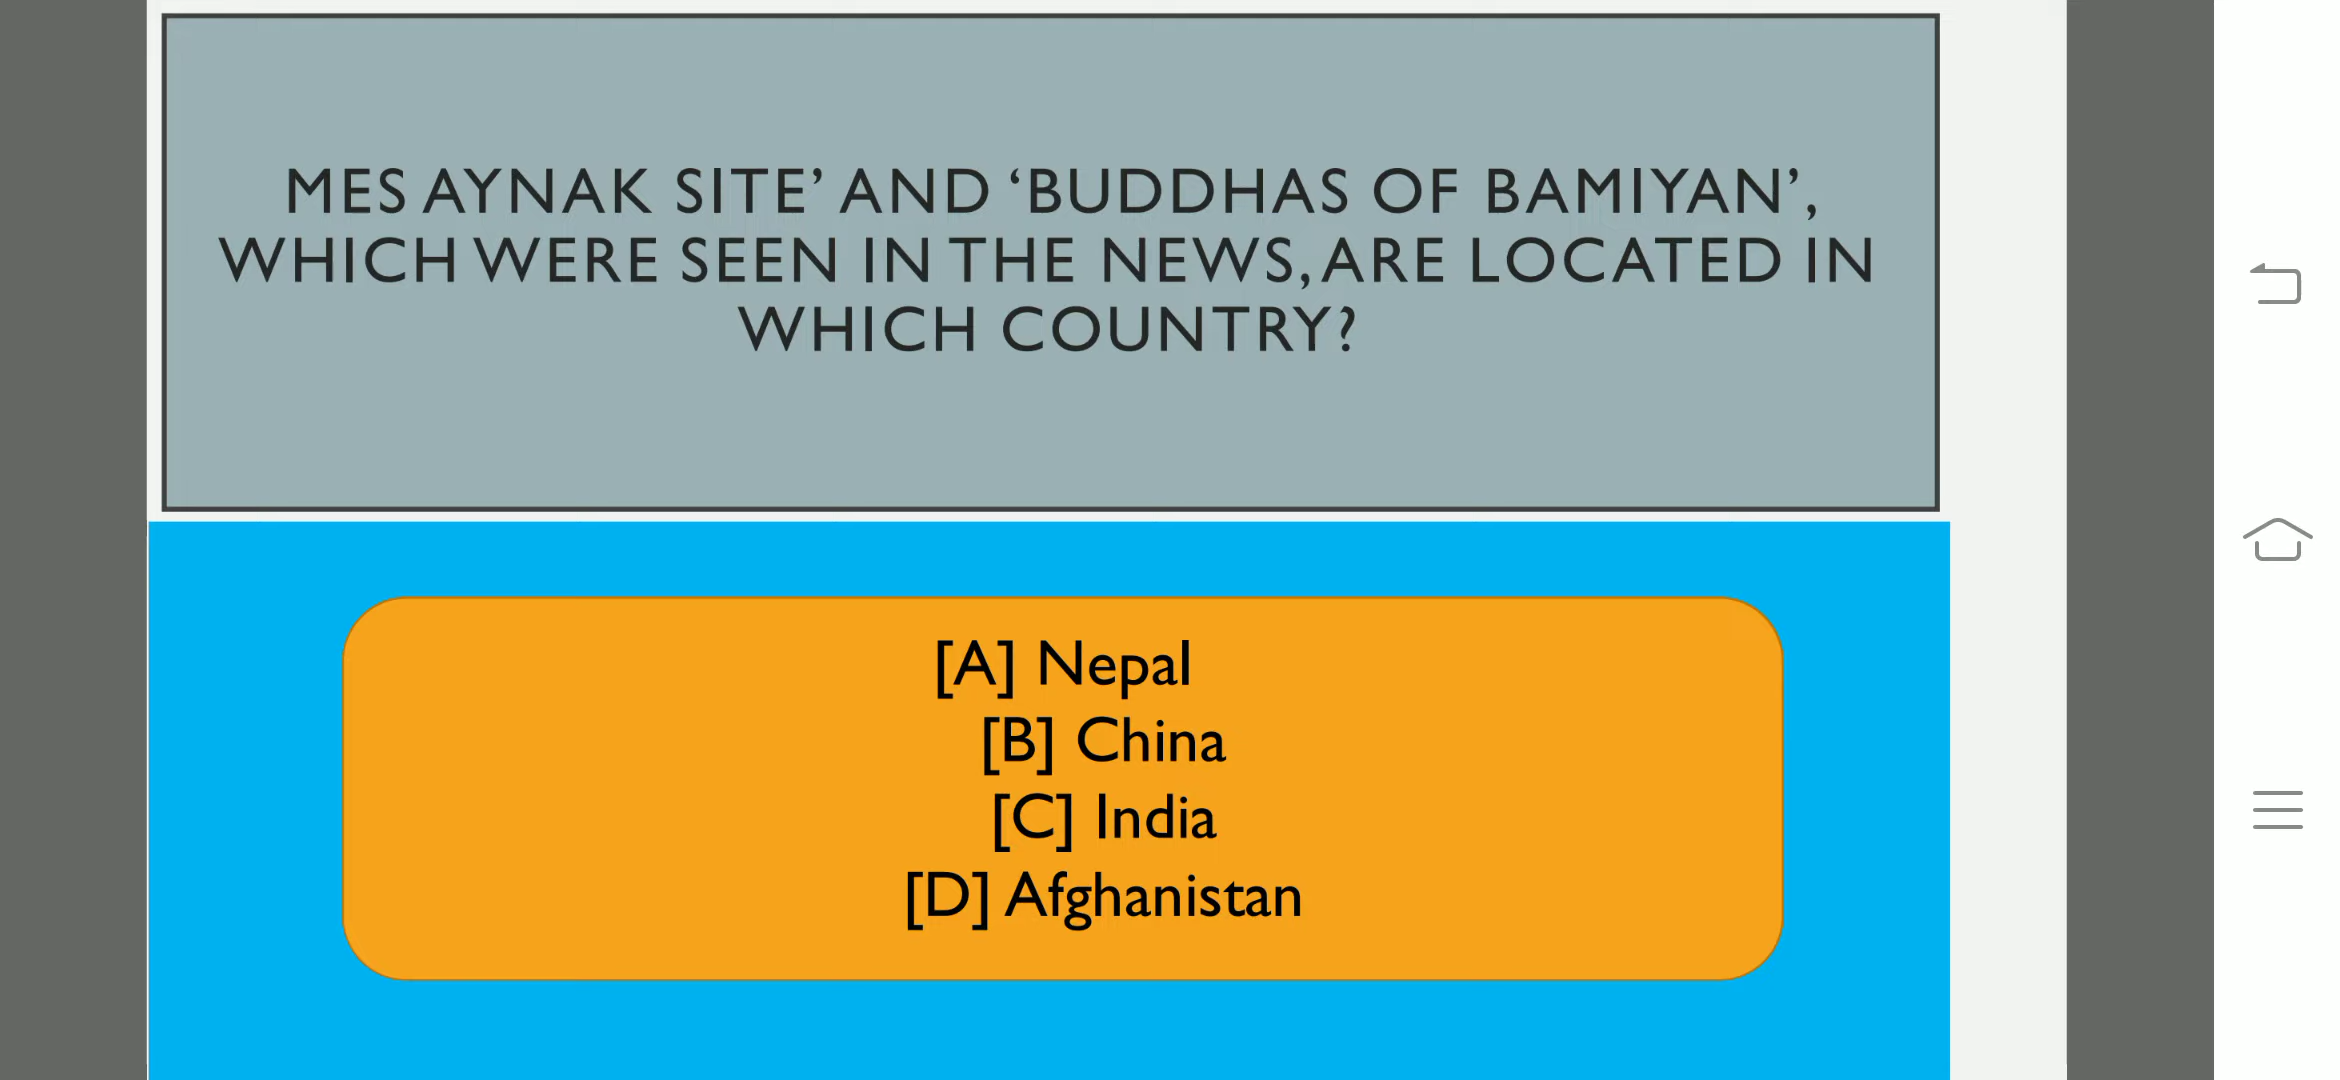 MES AYNAK SITE’ AND ‘BUDDHAS OF BAMIYAN’,
WHICH WERE SEEN IN THE NEWS, ARE LOCATED IN
WHICH COUNTRY?
[A] Nepal
[B] China
[C] India
[D] Afghanistan